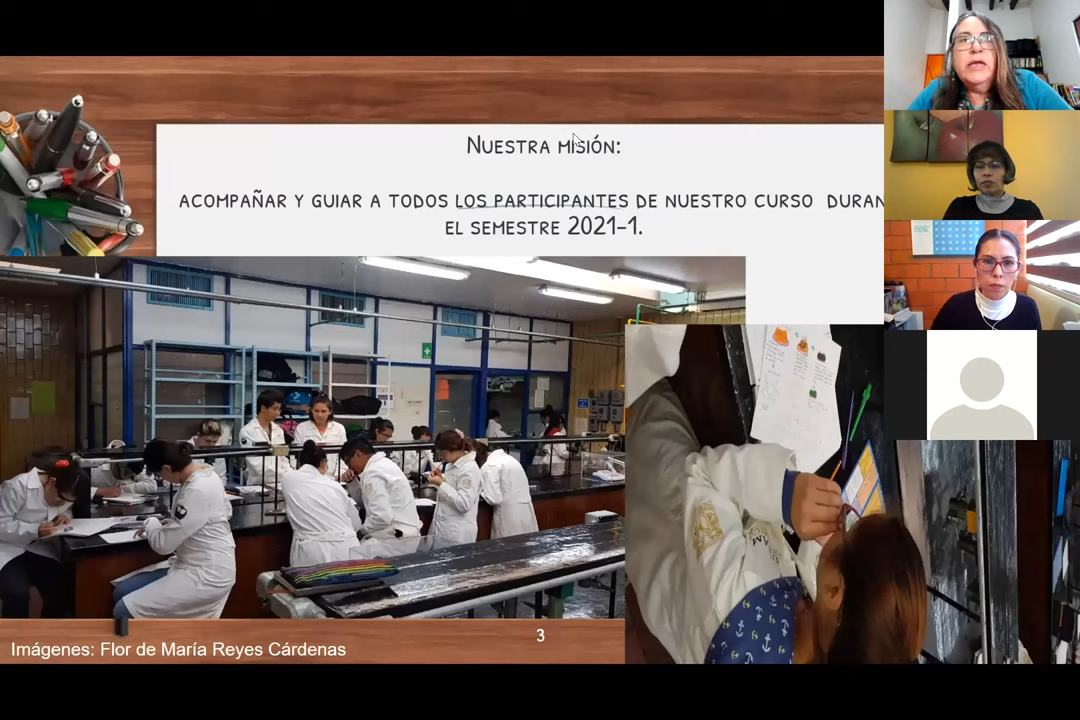 Nuestra misión:
acompañar y guiar a todos los participantes de nuestro curso duran
el semestre 2021-1.
3
Imágenes: Flor de María Reyes Cárdenas